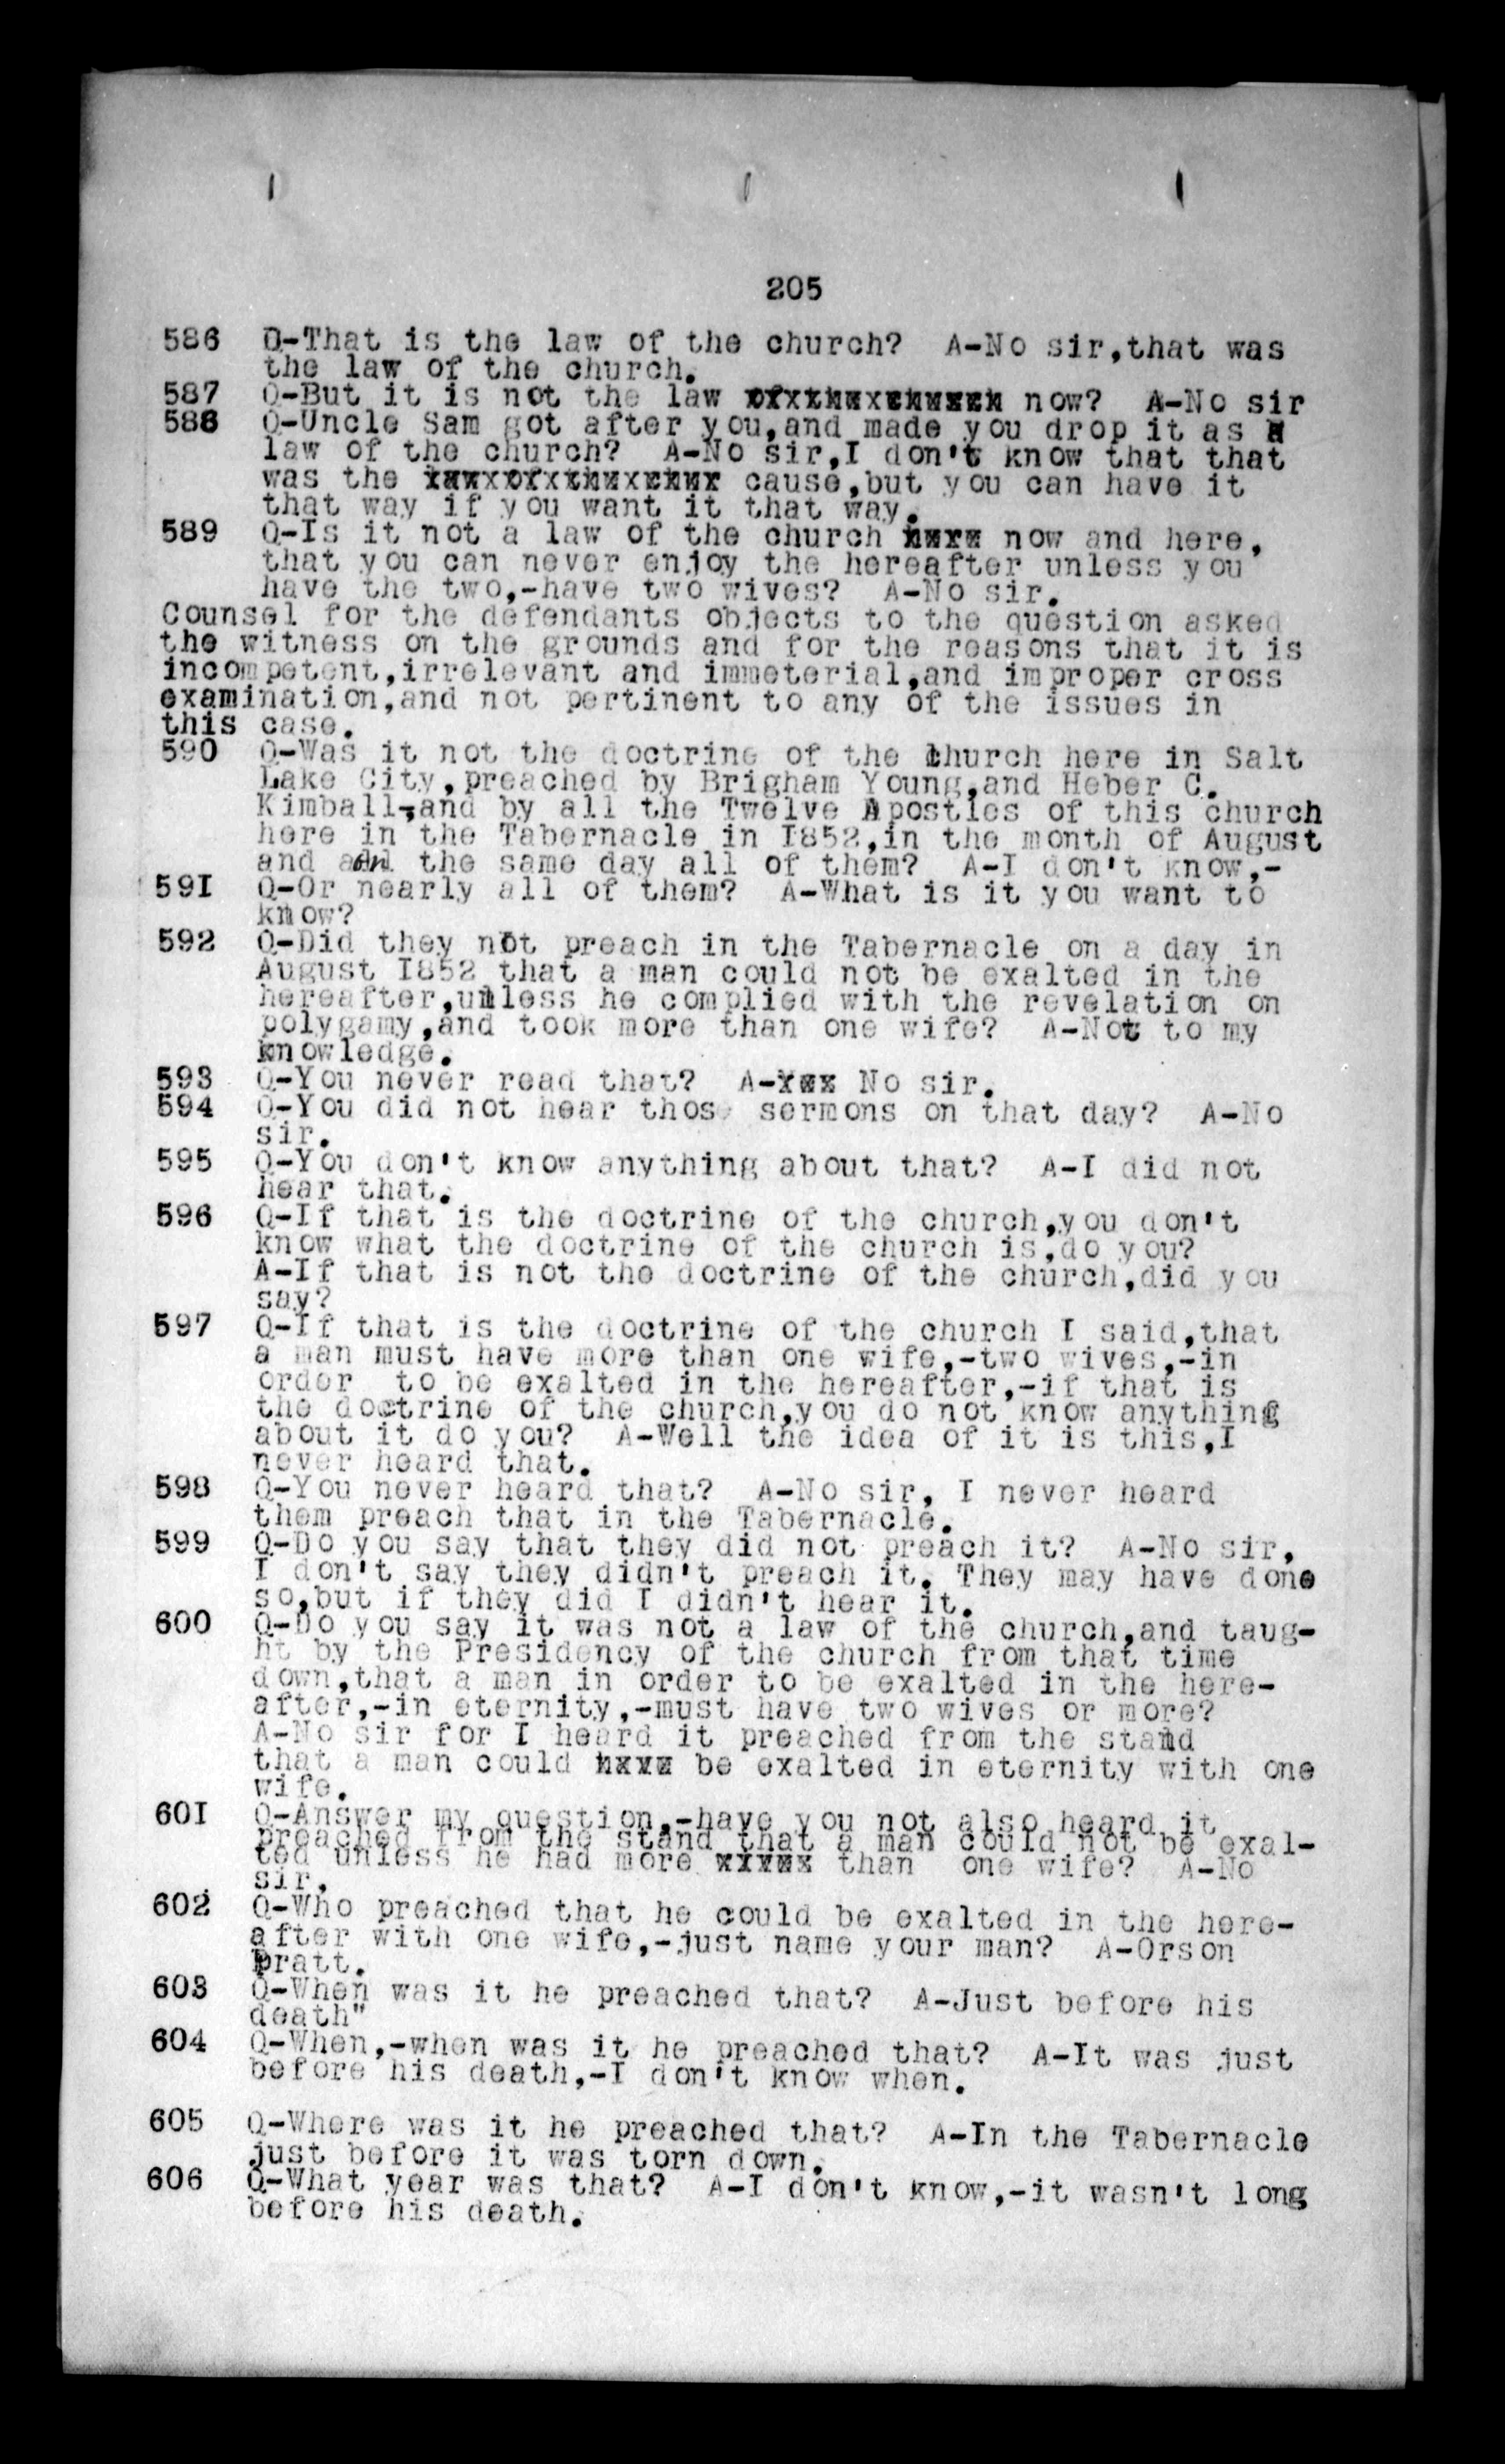 205
586 Q-That is the law of the church? A-No sir,that was
the law of the church.
587 Q-But it is not the law now? A-No sir
588 Q-Uncle Sam got after you,and made you drop it as a
law of the church? A-No sir,I don't know that that
was the cause,but you can have it
that way if you want it that way.
589 Q-Is it not a law of the church now and here,
that you can never enjoy the hereafter unless you
have the two,-have two wives? A-No sir.
Counsel for the defendants objects to the question asked
the witness on the grounds and for the reasons that it is
incompetent,irrelevant and immeterial,and improper cross
examination,and not pertinent to any of the issues in
this case.
590 Q-Was it not the doctrine of the church here in Salt
Lake City,preached by Brigham Young,and Heber C.
Kimball,and by all the Twelve Apostles of this church
here in the Tabernacle in I852,in the month of August
and on the same day all of them? A-I don't know,-
59I Q-Or nearly all of them? A-What is it you want to
know?
592 Q-Did they not preach in the Tabernacle on a day in
August I852 that a man could not be exalted in the
hereafter,unless he complied with the revelation on
polygamy,and took more than one wife? A-Not to my
knowledge.
593 Q-You never read that? A- No sir.
594 Q-You did not hear those sermons on that day? A-No
sir.
595 Q-You don't know anything about that? A-I did not
hear that.
596 Q-If that is the doctrine of the church,you don't
know what the doctrine of the church is,do you?
A-If that is not the doctrine of the church,did you
say?
597 Q-If that is the doctrine of the church I said,that
a man must have more than one wife,-two wives,-in
order to be exalted in the hereafter,-if that is
the doctrine of the church,you do not know anything
about it do you? A-Well the idea of it is this,I
never heard that.
598 Q-You never heard that? A-No sir, I never heard
them preach that in the Tabernacle.
599 Q-Do you say that they did not preach it? A-No sir,
I don't say they didn't preach it. They may have done
so,but if they did I didn't hear it.
600 Q-Do you say it was not a law of the church,and taug-
ht by the Presidency of the church from that time
down,that a man in order to be exalted in the here-
after,-in eternity,-must have two wives or more?
A-No sir for I heard it preached from the stand
that a man could be exalted in eternity with one
wife.
60I Q-Answer my question,-have you not also heard it
preached from the stand that a man could not be exal-
ted unless he had more than one wife? A-No
sir.
602 Q-Who preached that he could be exalted in the here-
after with one wife,-just name your man? A-Orson
Pratt.
603 Q-When was it he preached that? A-Just before his
death"
604 Q-When,-when was it he preached that? A-It was just
before his death,-I don't know when.
605 Q-Where was it he preached that? A-In the Tabernacle
just before it was torn down.
606 Q-What year was that? A-I don't know,-it wasn't long
before his death.